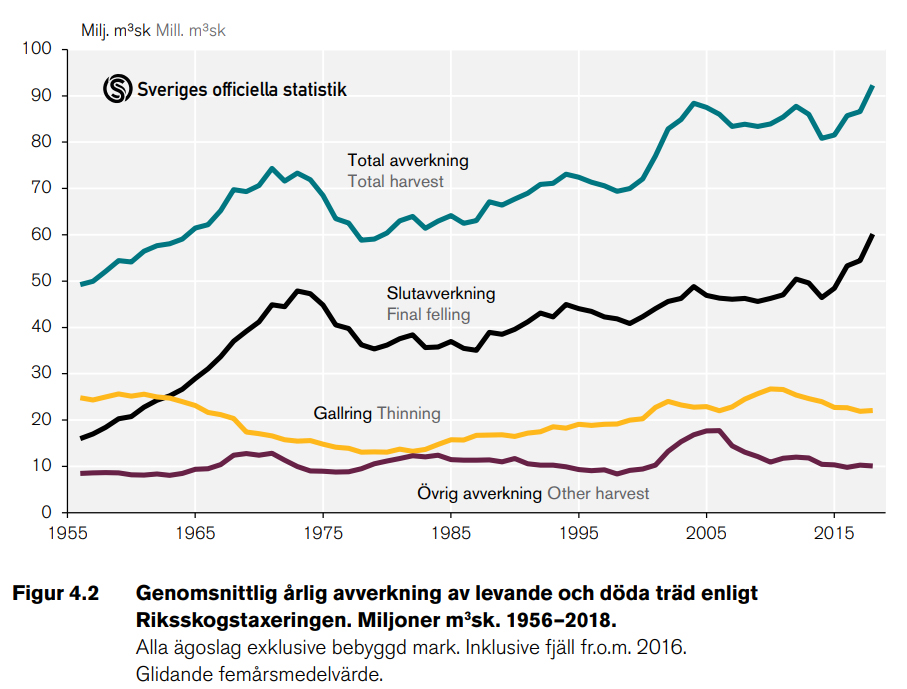 Milj. m³sk Mill. m³sk
100
90
80
70
60
50
40
30
20
10
0
Sveriges officiella statistik
Total avverkning
Total harvest
Slutavverkning
Final felling
Gallring Thinning
Övrig avverkning Other harvest
1955 1965 1975 1985 1995 2005 2015
Figur 4.2 Genomsnittlig årlig avverkning av levande och döda träd enligt
Riksskogstaxeringen. Miljoner m³sk. 1956–2018.
Alla ägoslag exklusive bebyggd mark. Inklusive fjäll fr.o.m. 2016.
Glidande femårsmedelvärde.